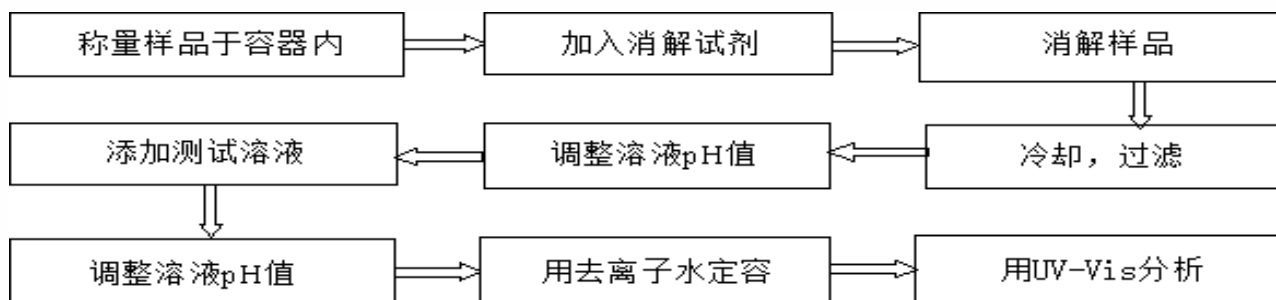 称量样品于容器内
加入消解试剂
消解样品
冷却，过滤
调整溶液pH值
添加测试溶液
调整溶液pH值
用去离子水定容
用UV-Vis分析